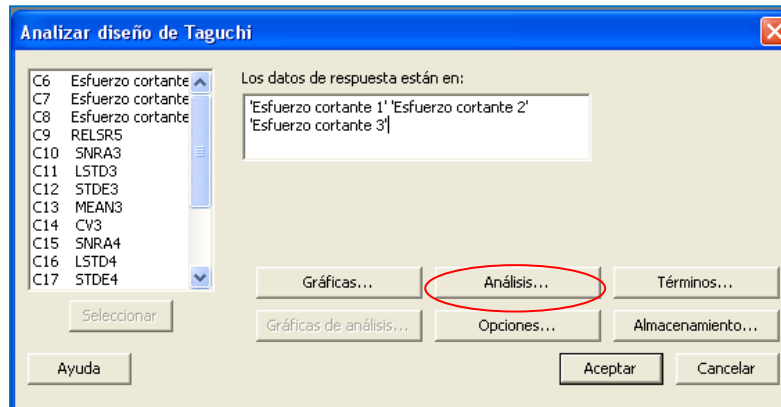 Analizar diseño de Taguchi
C6 Esfuerzo cortante
C7 Esfuerzo cortante
C8 Esfuerzo cortante
C9 RELSR5
C10 SNRA3
C11 LSTD3
C12 STDE3
C13 MEAN3
C14 CV3
C15 SNRA4
C16 LSTD4
C17 STDE4
Los datos de respuesta están en:
'Esfuerzo cortante 1' 'Esfuerzo cortante 2'
'Esfuerzo cortante 3'
Gráficas... Análisis... Términos...
Seleccionar
Gráficas de análisis... Opciones... Almacenamiento...
Ayuda Aceptar Cancelar